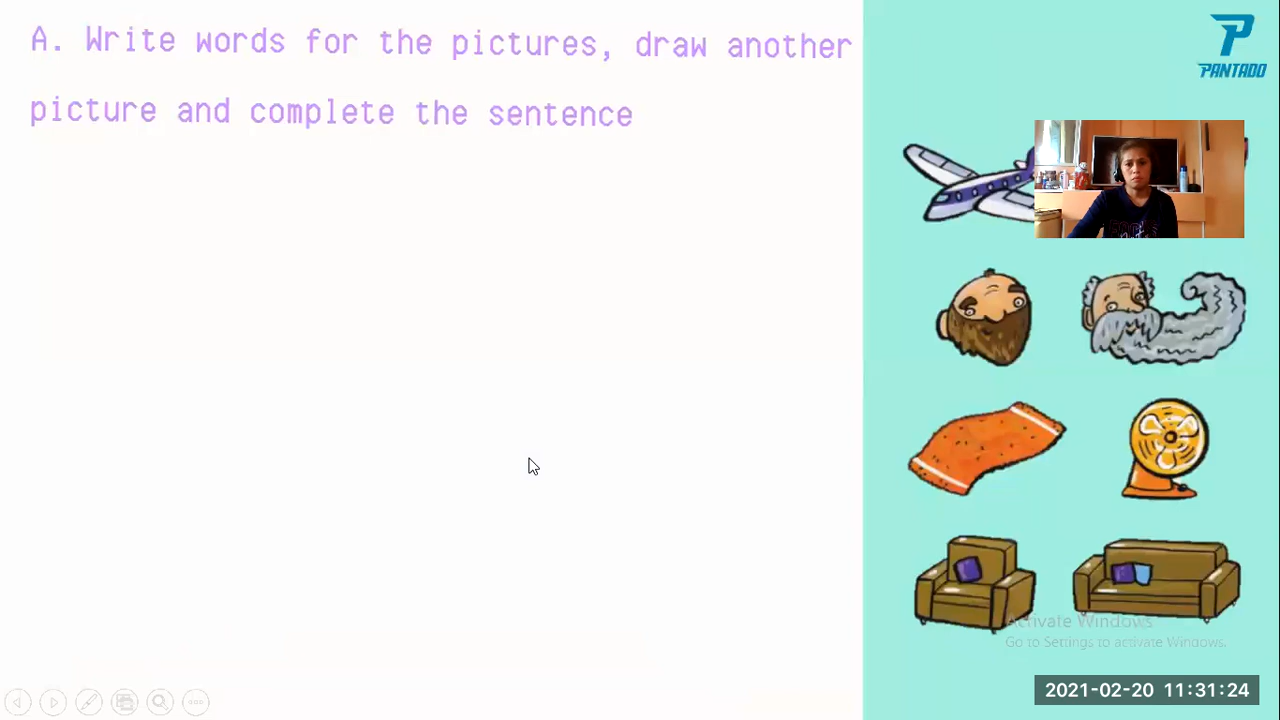 A. Write words for the pictures, draw another
picture and complete the sentence
PANTADO
Activate Windows
Go to Settings to activate Windows.
2021-02-20 11:31:24